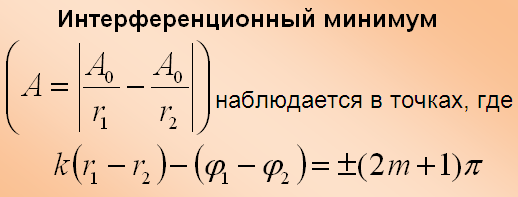 Интерференционный минимум
(A = |A₀/r₁ − A₀/r₂|) наблюдается в точках, где
k(r₁ − r₂) − (φ₁ − φ₂) = ±(2m + 1)π